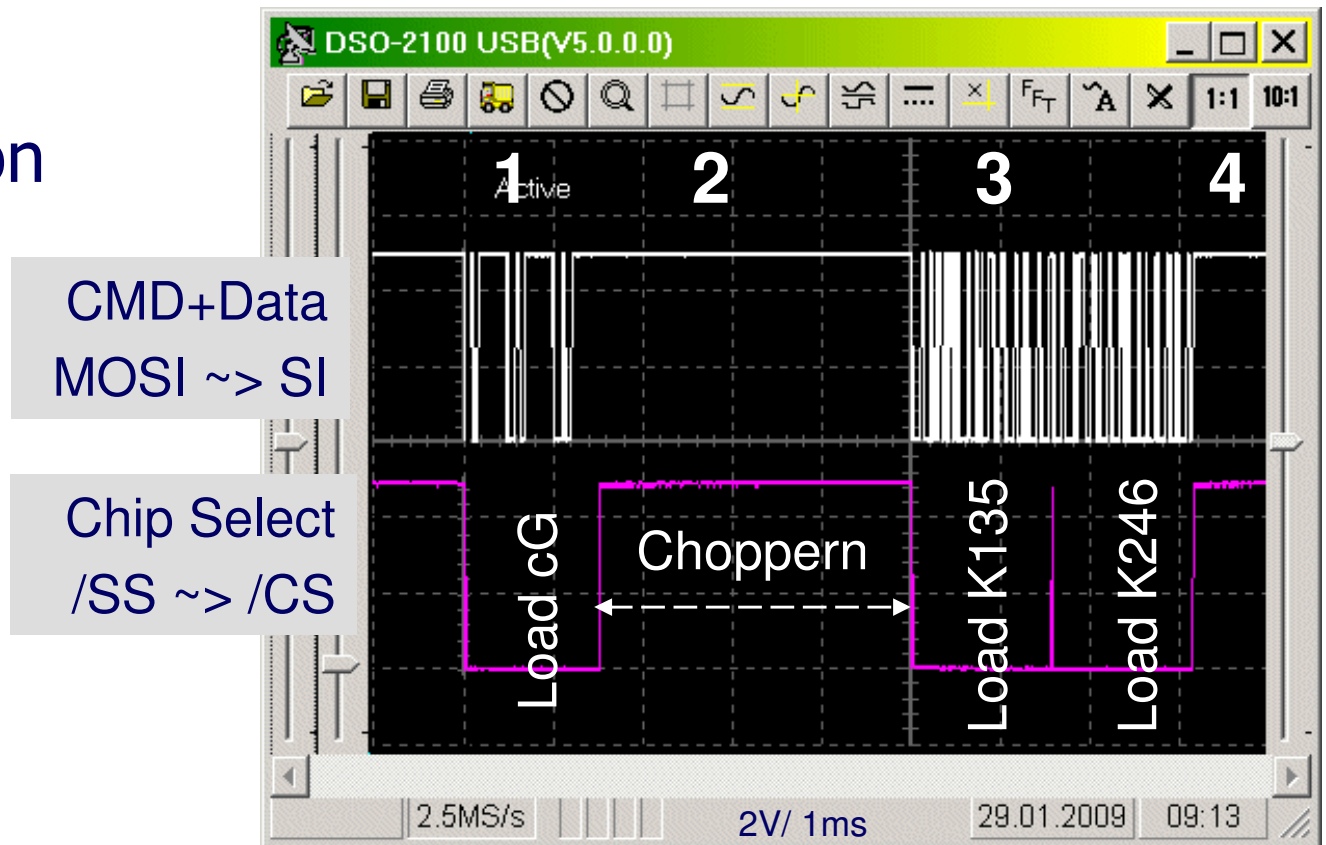 DSO-2100 USB(V5.0.0.0)
FFT A 1:1 10:1
on
1 2 3 4
Active
CMD+Data
MOSI ~> SI
Chip Select
/SS ~> /CS
Load cG
Choppern
Load K135
Load K246
2.5MS/s 2V/ 1ms 29.01.2009 09:13